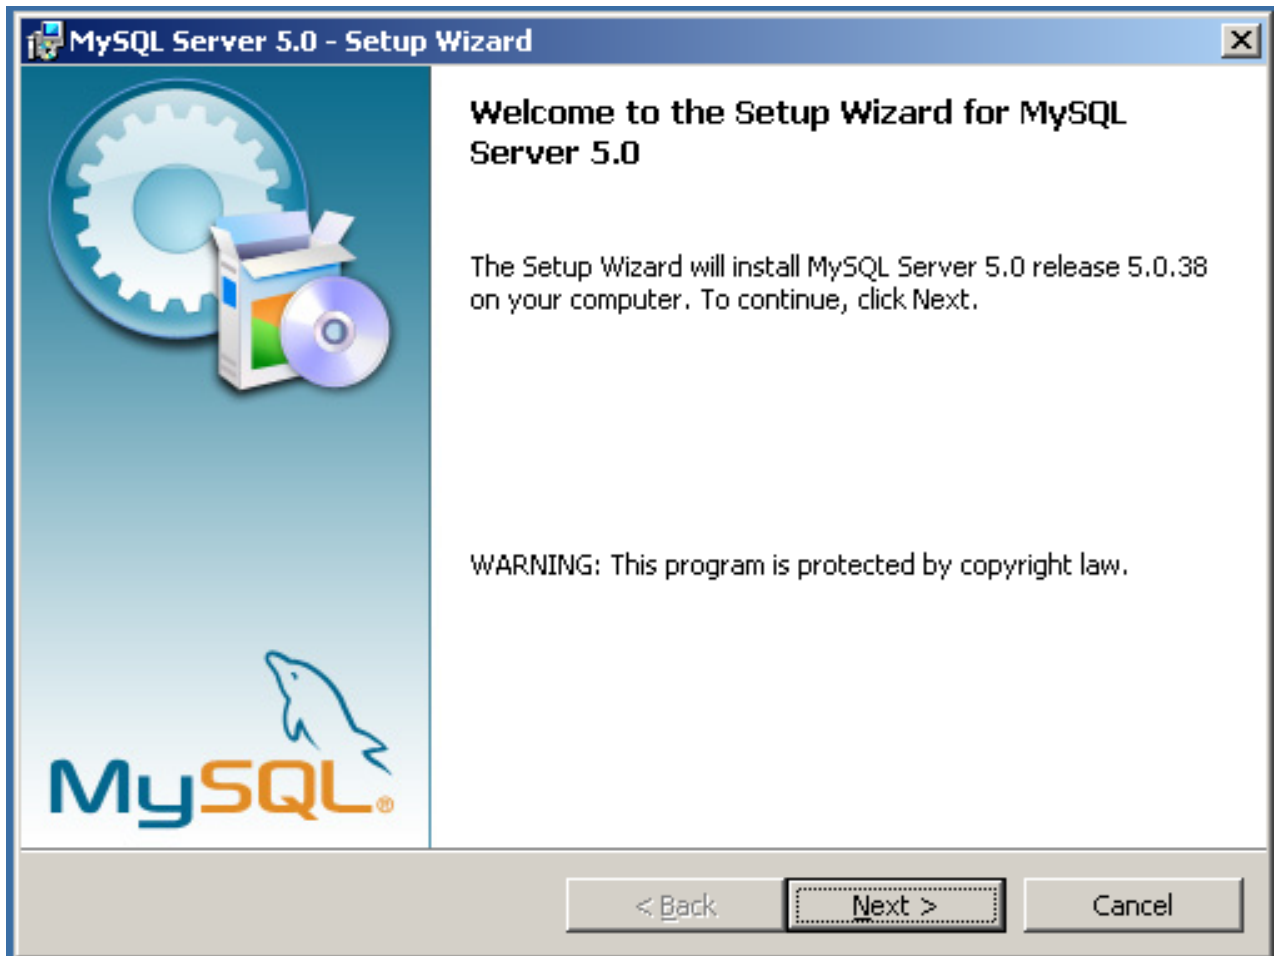 MySQL Server 5.0 - Setup Wizard
Welcome to the Setup Wizard for MySQL
Server 5.0
The Setup Wizard will install MySQL Server 5.0 release 5.0.38
on your computer. To continue, click Next.
WARNING: This program is protected by copyright law.
MySQL®
< Back
Next >
Cancel